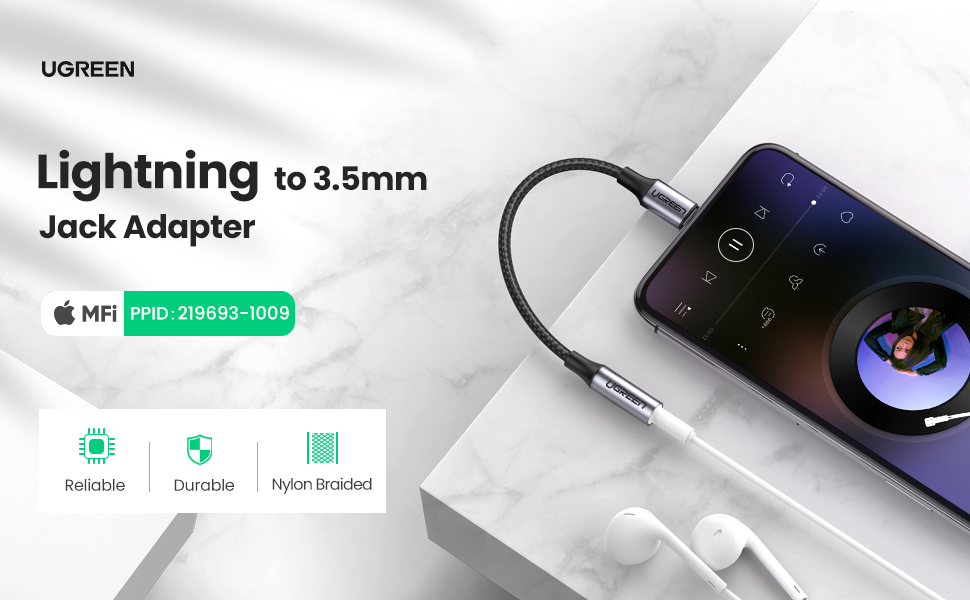 UGREEN
Lightning to 3.5mm
Jack Adapter
MFi PPID: 219693-1009
Reliable
Durable
Nylon Braided
UGREEN
UGREEN